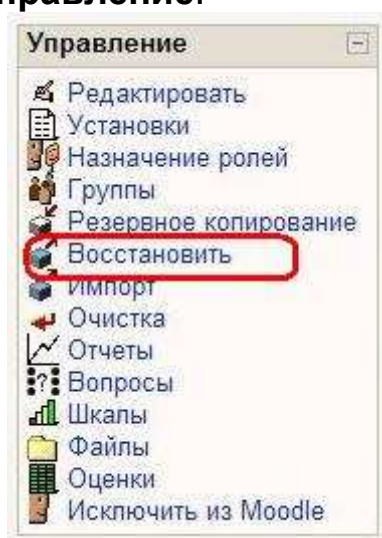 правление.
Управление
Редактировать
Установки
Назначение ролей
Группы
Резервное копирование
Восстановить
Импорт
Очистка
Отчеты
Вопросы
Шкалы
Файлы
Оценки
Исключить из Moodle